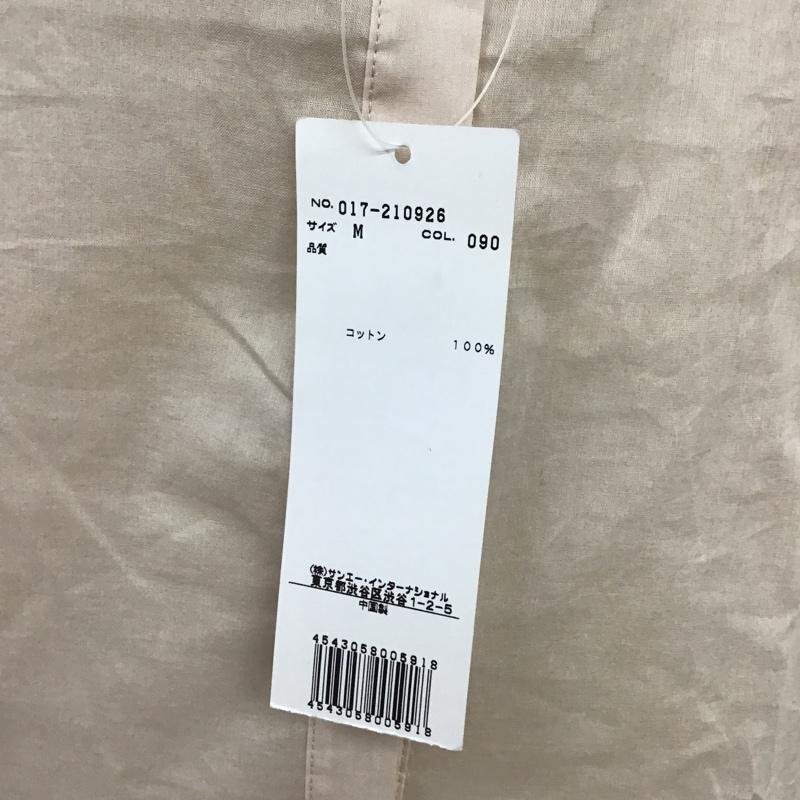 NO. 017-210926
サイズ M COL. 090
品質
コットン 100%
(株)サンエー・インターナショナル
東京都渋谷区渋谷1-2-5
中国製
4543058005918
4543058005918